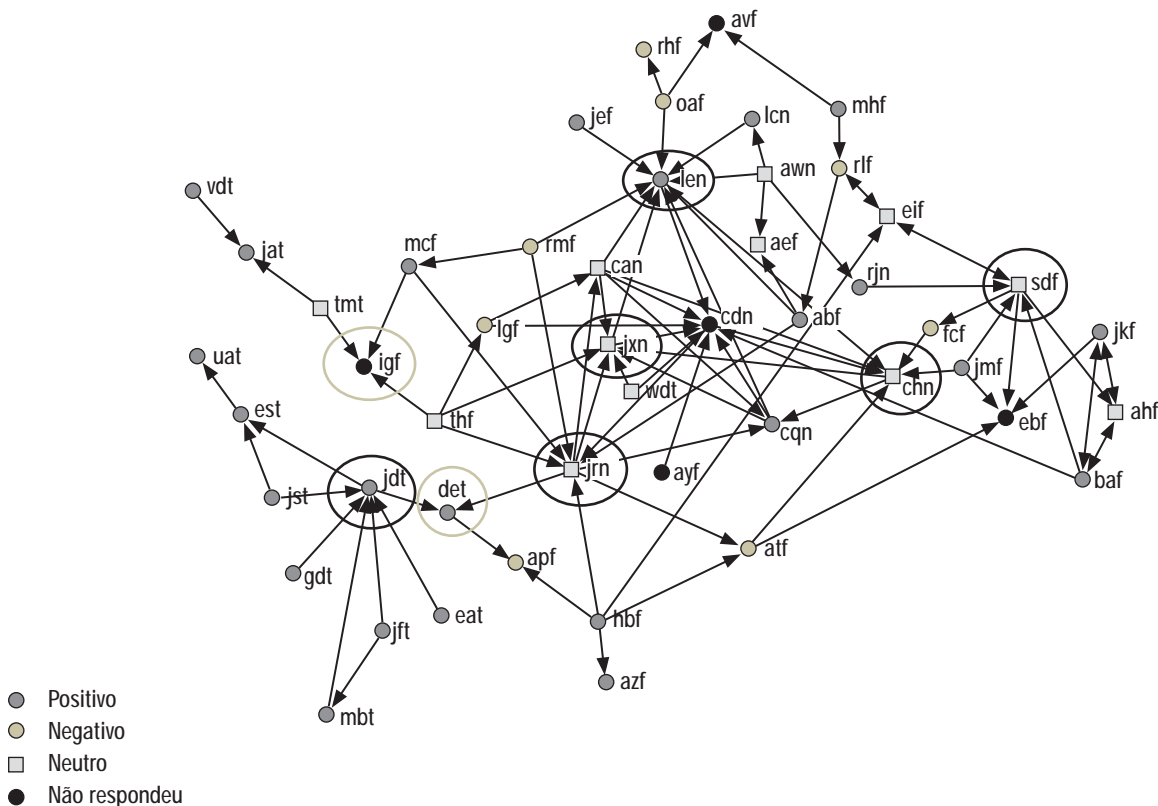 avf
rhf
oaf
jef
lcn
mhf
rlf
awn
len
vdt
eif
aef
mcf
rmf
jat
can
rjn
sdf
tmt
lgf
cdn
abf
fcf
jkf
uat
igf
jxn
jmf
chn
wdt
est
thf
cqn
ebf
ahf
jrn
ayf
baf
jst
jdt
det
atf
apf
gdt
eat
hbf
jft
azf
mbt
Positivo
Negativo
Neutro
Não respondeu